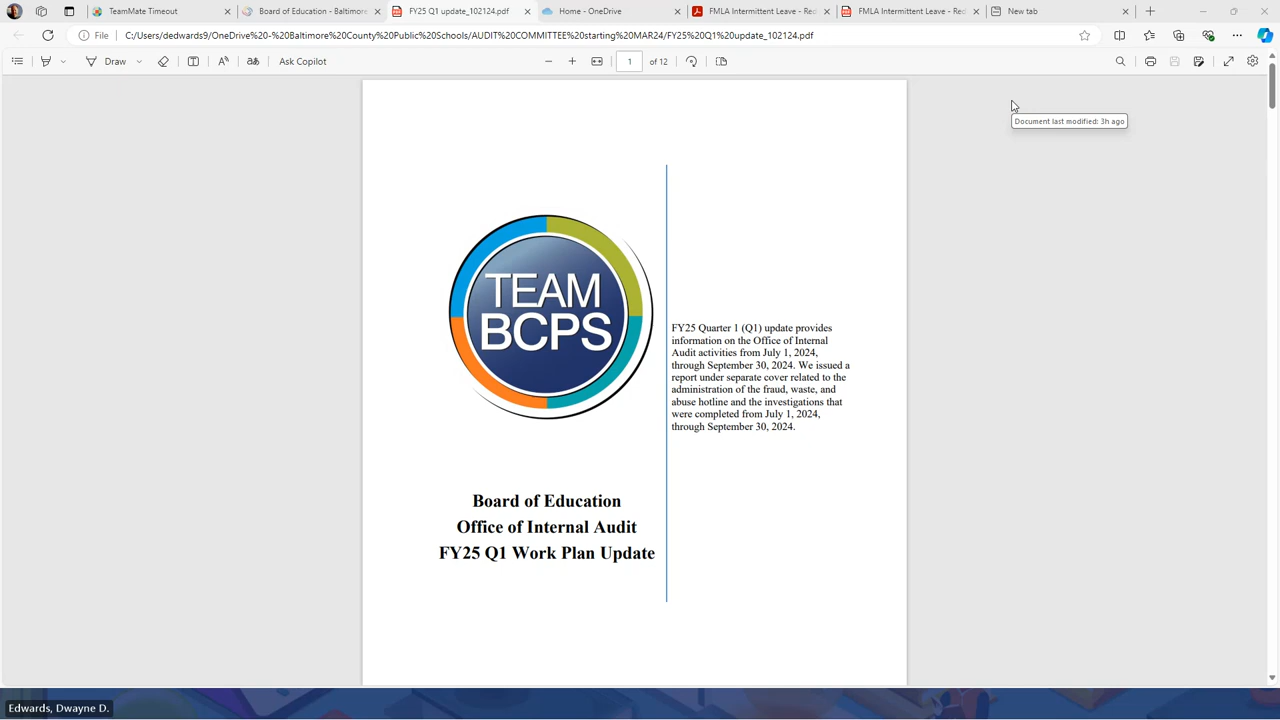 TeamMate Timeout
Board of Education - Baltimore
FY25 Q1 update_102124.pdf
Home - OneDrive
FMLA Intermittent Leave - Red
FMLA Intermittent Leave - Red
New tab
File
C:/Users/dedwards9/OneDrive%20-%20Baltimore%20County%20Public%20Schools/AUDIT%20COMMITTEE%20starting%20MAR24/FY25%20Q1%20update_102124.pdf
Draw
Ask Copilot
1 of 12
Document last modified: 3h ago
TEAM
BCPS
FY25 Quarter 1 (Q1) update provides
information on the Office of Internal
Audit activities from July 1, 2024,
through September 30, 2024. We issued a
report under separate cover related to the
administration of the fraud, waste, and
abuse hotline and the investigations that
were completed from July 1, 2024,
through September 30, 2024.
Board of Education
Office of Internal Audit
FY25 Q1 Work Plan Update
Edwards, Dwayne D.